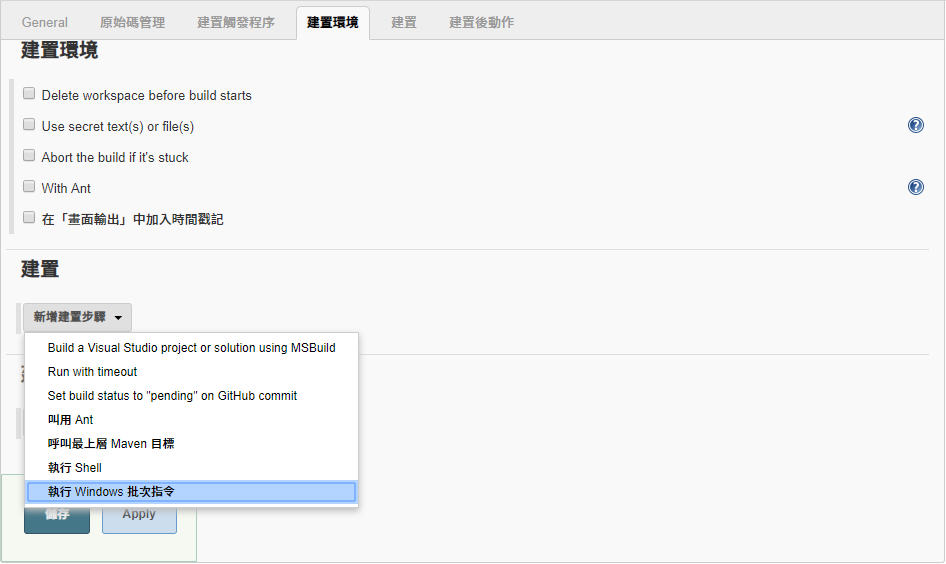 General 原始碼管理 建置觸發程序 建置環境 建置 建置後動作
建置環境
Delete workspace before build starts
Use secret text(s) or file(s)
Abort the build if it's stuck
With Ant
在「畫面輸出」中加入時間戳記
建置
新增建置步驟
Build a Visual Studio project or solution using MSBuild
Run with timeout
Set build status to "pending" on GitHub commit
叫用 Ant
呼叫最上層 Maven 目標
執行 Shell
執行 Windows 批次指令
儲存 Apply